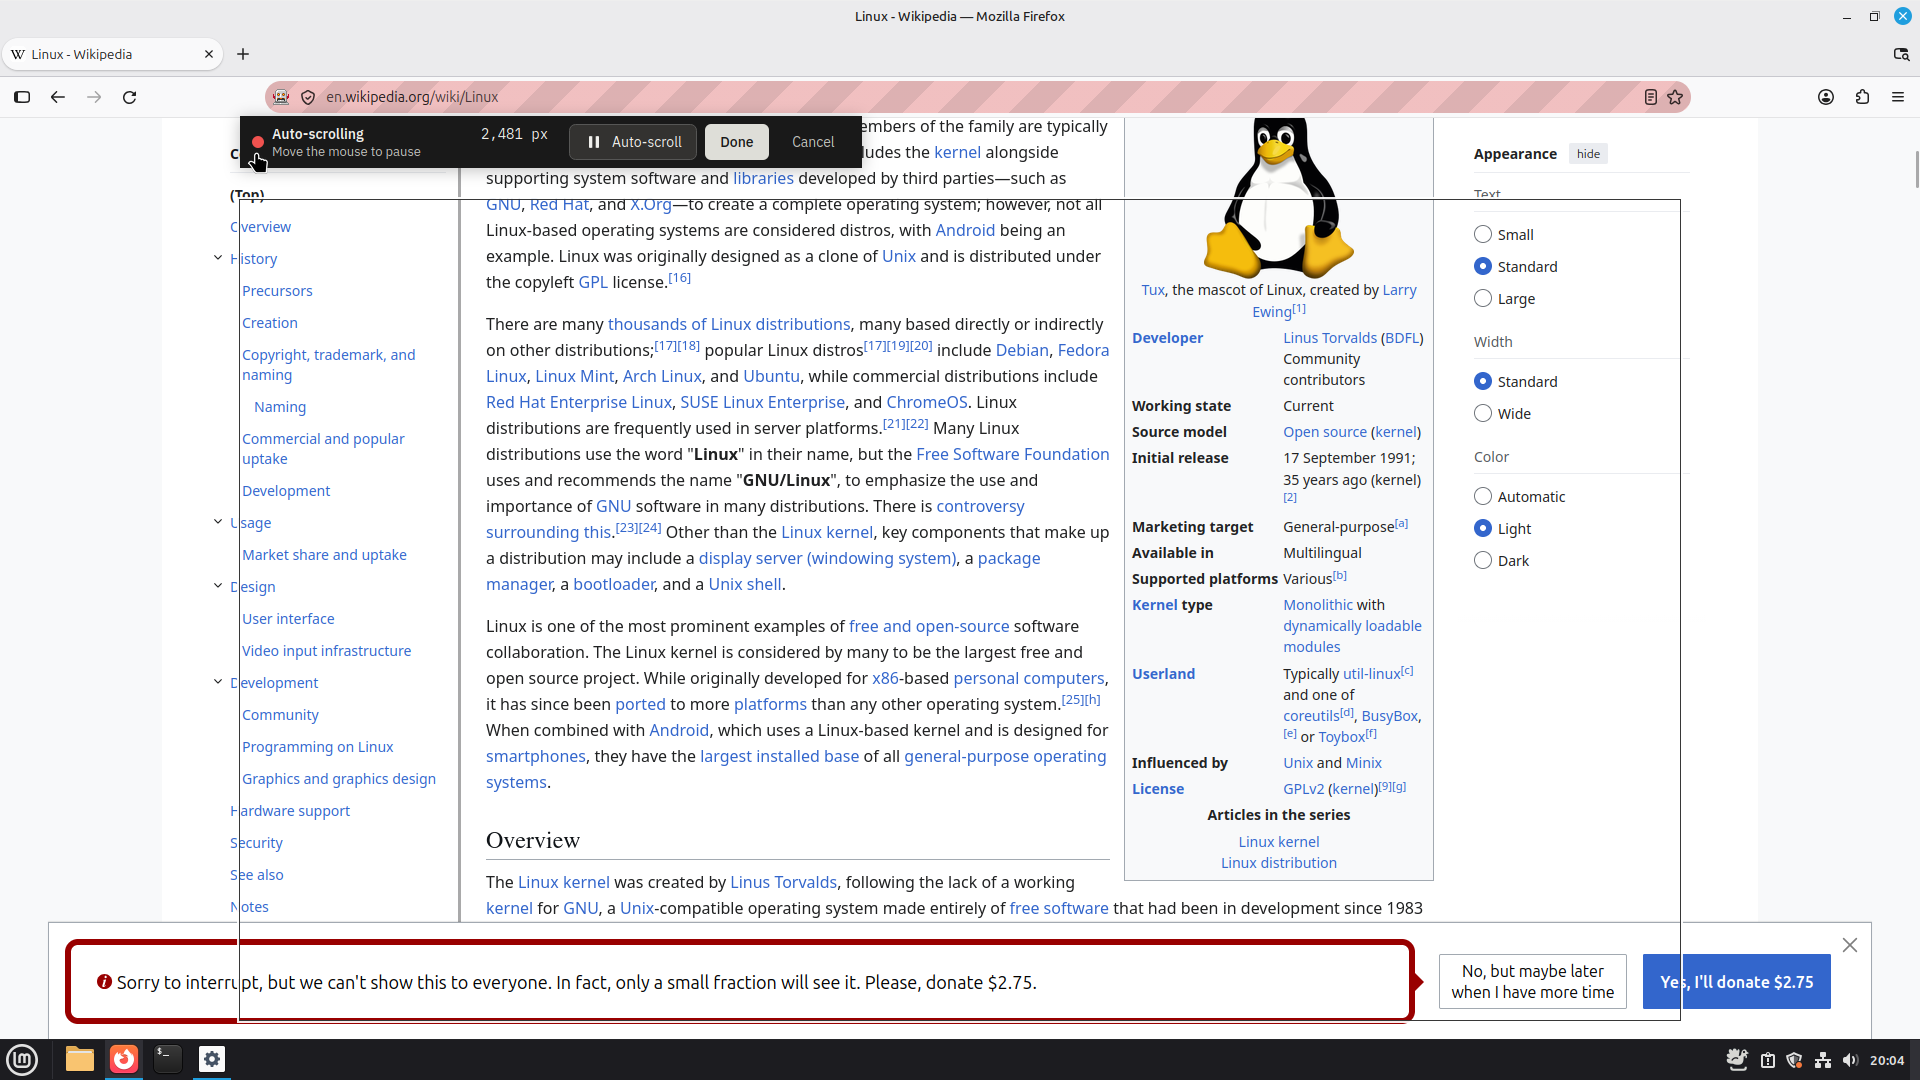 Linux - Wikipedia — Mozilla Firefox
W Linux - Wikipedia
en.wikipedia.org/wiki/Linux
Auto-scrolling
Move the mouse to pause
2,481 px
Auto-scroll
Done
Cancel
(Top)
Overview
History
Precursors
Creation
Copyright, trademark, and
naming
Naming
Commercial and popular
uptake
Development
Usage
Market share and uptake
Design
User interface
Video input infrastructure
Development
Community
Programming on Linux
Graphics and graphics design
Hardware support
Security
See also
Notes
embers of the family are typically
ludes the kernel alongside
supporting system software and libraries developed by third parties—such as
GNU, Red Hat, and X.Org—to create a complete operating system; however, not all
Linux-based operating systems are considered distros, with Android being an
example. Linux was originally designed as a clone of Unix and is distributed under
the copyleft GPL license.[16]
There are many thousands of Linux distributions, many based directly or indirectly
on other distributions;[17][18] popular Linux distros[17][19][20] include Debian, Fedora
Linux, Linux Mint, Arch Linux, and Ubuntu, while commercial distributions include
Red Hat Enterprise Linux, SUSE Linux Enterprise, and ChromeOS. Linux
distributions are frequently used in server platforms.[21][22] Many Linux
distributions use the word "Linux" in their name, but the Free Software Foundation
uses and recommends the name "GNU/Linux", to emphasize the use and
importance of GNU software in many distributions. There is controversy
surrounding this.[23][24] Other than the Linux kernel, key components that make up
a distribution may include a display server (windowing system), a package
manager, a bootloader, and a Unix shell.
Linux is one of the most prominent examples of free and open-source software
collaboration. The Linux kernel is considered by many to be the largest free and
open source project. While originally developed for x86-based personal computers,
it has since been ported to more platforms than any other operating system.[25][h]
When combined with Android, which uses a Linux-based kernel and is designed for
smartphones, they have the largest installed base of all general-purpose operating
systems.
Overview
The Linux kernel was created by Linus Torvalds, following the lack of a working
kernel for GNU, a Unix-compatible operating system made entirely of free software that had been in development since 1983
Tux, the mascot of Linux, created by Larry
Ewing[1]
Developer Linus Torvalds (BDFL)
Community
contributors
Working state Current
Source model Open source (kernel)
Initial release 17 September 1991;
35 years ago (kernel)
[2]
Marketing target General-purpose[a]
Available in Multilingual
Supported platforms Various[b]
Kernel type Monolithic with
dynamically loadable
modules
Userland Typically util-linux[c]
and one of
coreutils[d], BusyBox,
[e] or Toybox[f]
Influenced by Unix and Minix
License GPLv2 (kernel)[9][g]
Articles in the series
Linux kernel
Linux distribution
Appearance hide
Text
Small
Standard
Large
Width
Standard
Wide
Color
Automatic
Light
Dark
Sorry to interrupt, but we can't show this to everyone. In fact, only a small fraction will see it. Please, donate $2.75.
No, but maybe later
when I have more time
Yes, I'll donate $2.75
20:04